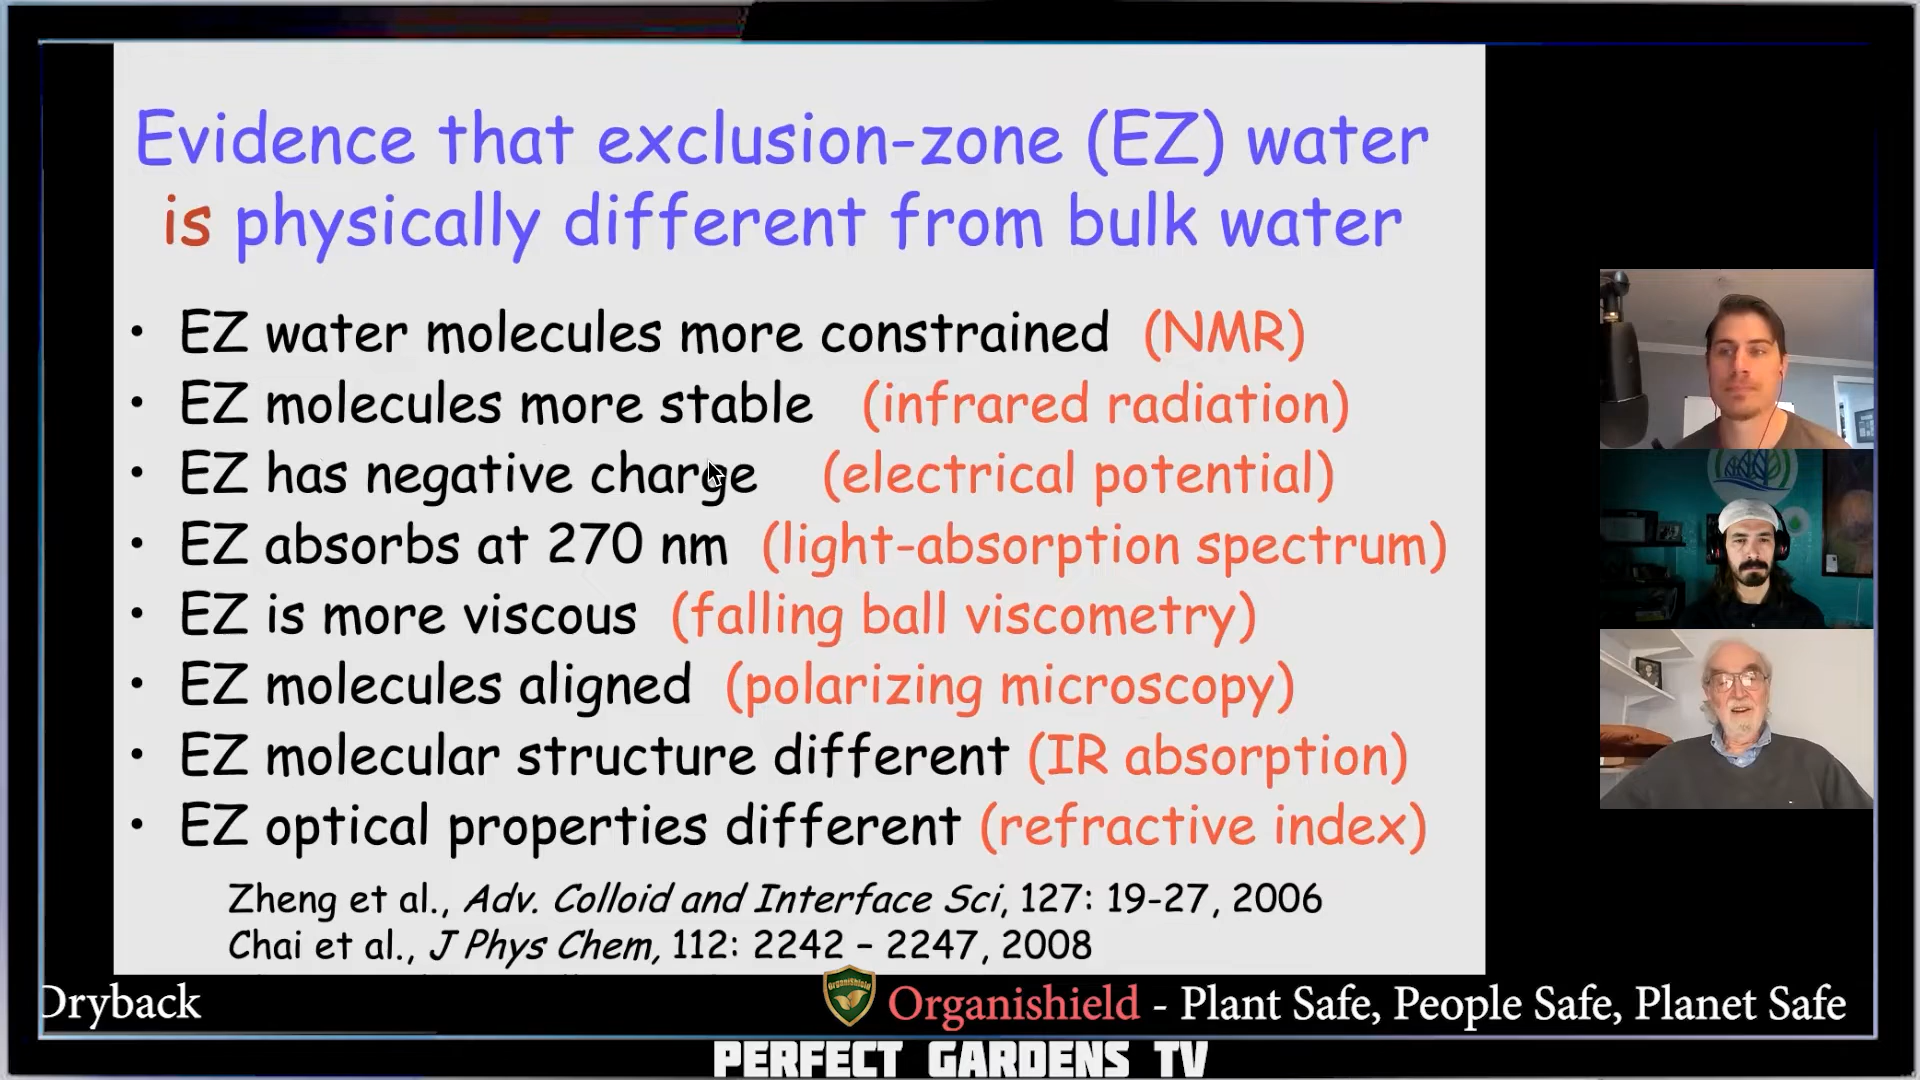 Evidence that exclusion-zone (EZ) water
is physically different from bulk water
• EZ water molecules more constrained (NMR)
• EZ molecules more stable (infrared radiation)
• EZ has negative charge (electrical potential)
• EZ absorbs at 270 nm (light-absorption spectrum)
• EZ is more viscous (falling ball viscometry)
• EZ molecules aligned (polarizing microscopy)
• EZ molecular structure different (IR absorption)
• EZ optical properties different (refractive index)
Zheng et al., Adv. Colloid and Interface Sci, 127: 19-27, 2006
Chai et al., J Phys Chem, 112: 2242 – 2247, 2008
Dryback
OrganiShield
Organishield - Plant Safe, People Safe, Planet Safe
PERFECT GARDENS TV